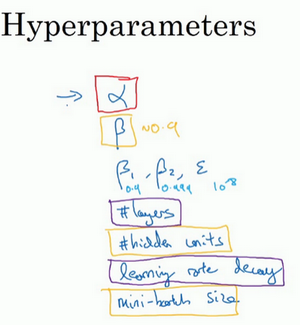 Hyperparameters
→ α
β ~0.9
β₁, β₂, ε
0.9 0.999 10⁻⁸
#layers
#hidden units
learning rate decay
mini-batch size